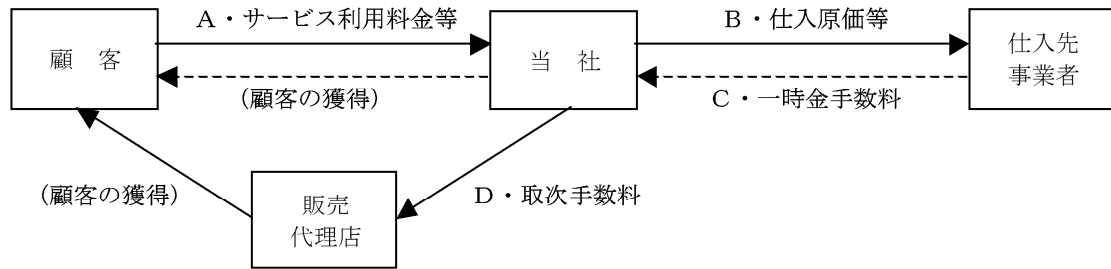 A・サービス利用料金等
B・仕入原価等
顧 客
当 社
仕入先
事業者
(顧客の獲得)
C・一時金手数料
(顧客の獲得)
D・取次手数料
販売
代理店